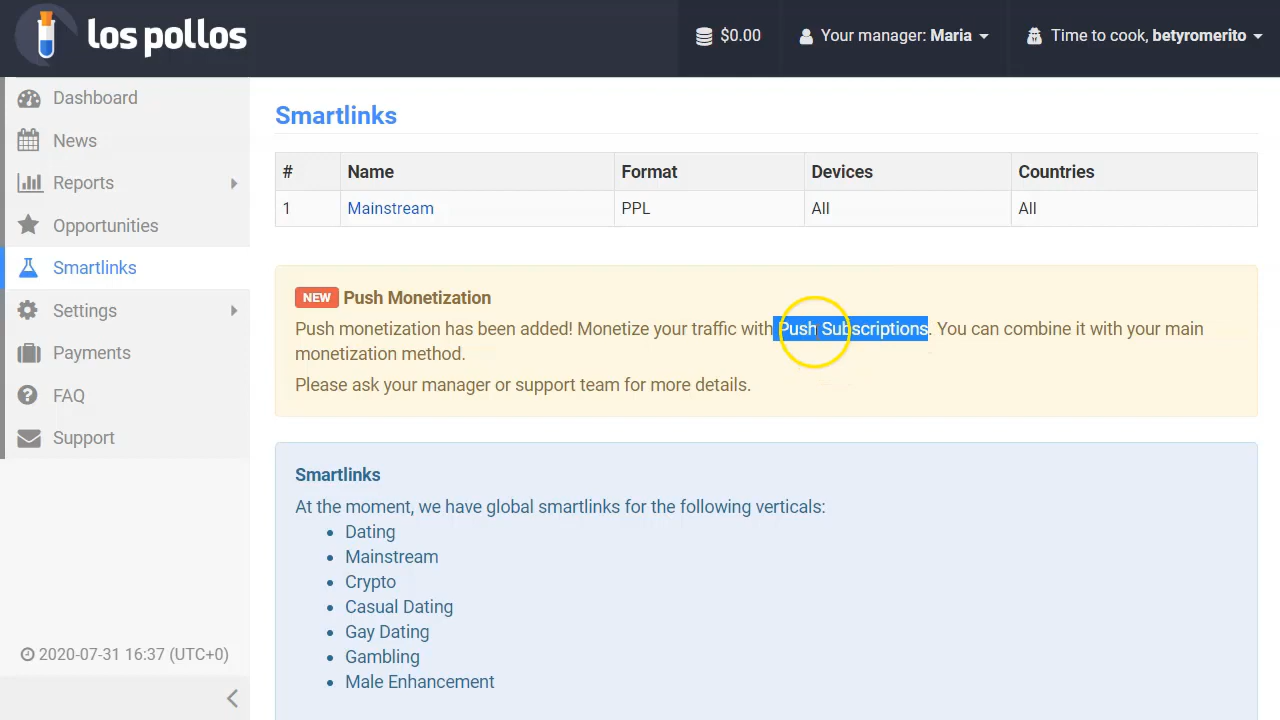 los pollos
$0.00
Your manager: Maria
Time to cook, betyromerito
Dashboard
News
Reports
Opportunities
Smartlinks
Settings
Payments
FAQ
Support
2020-07-31 16:37 (UTC+0)
Smartlinks
# Name Format Devices Countries
1 Mainstream PPL All All
NEW Push Monetization
Push monetization has been added! Monetize your traffic with Push Subscriptions. You can combine it with your main
monetization method.
Please ask your manager or support team for more details.
Smartlinks
At the moment, we have global smartlinks for the following verticals:
• Dating
• Mainstream
• Crypto
• Casual Dating
• Gay Dating
• Gambling
• Male Enhancement